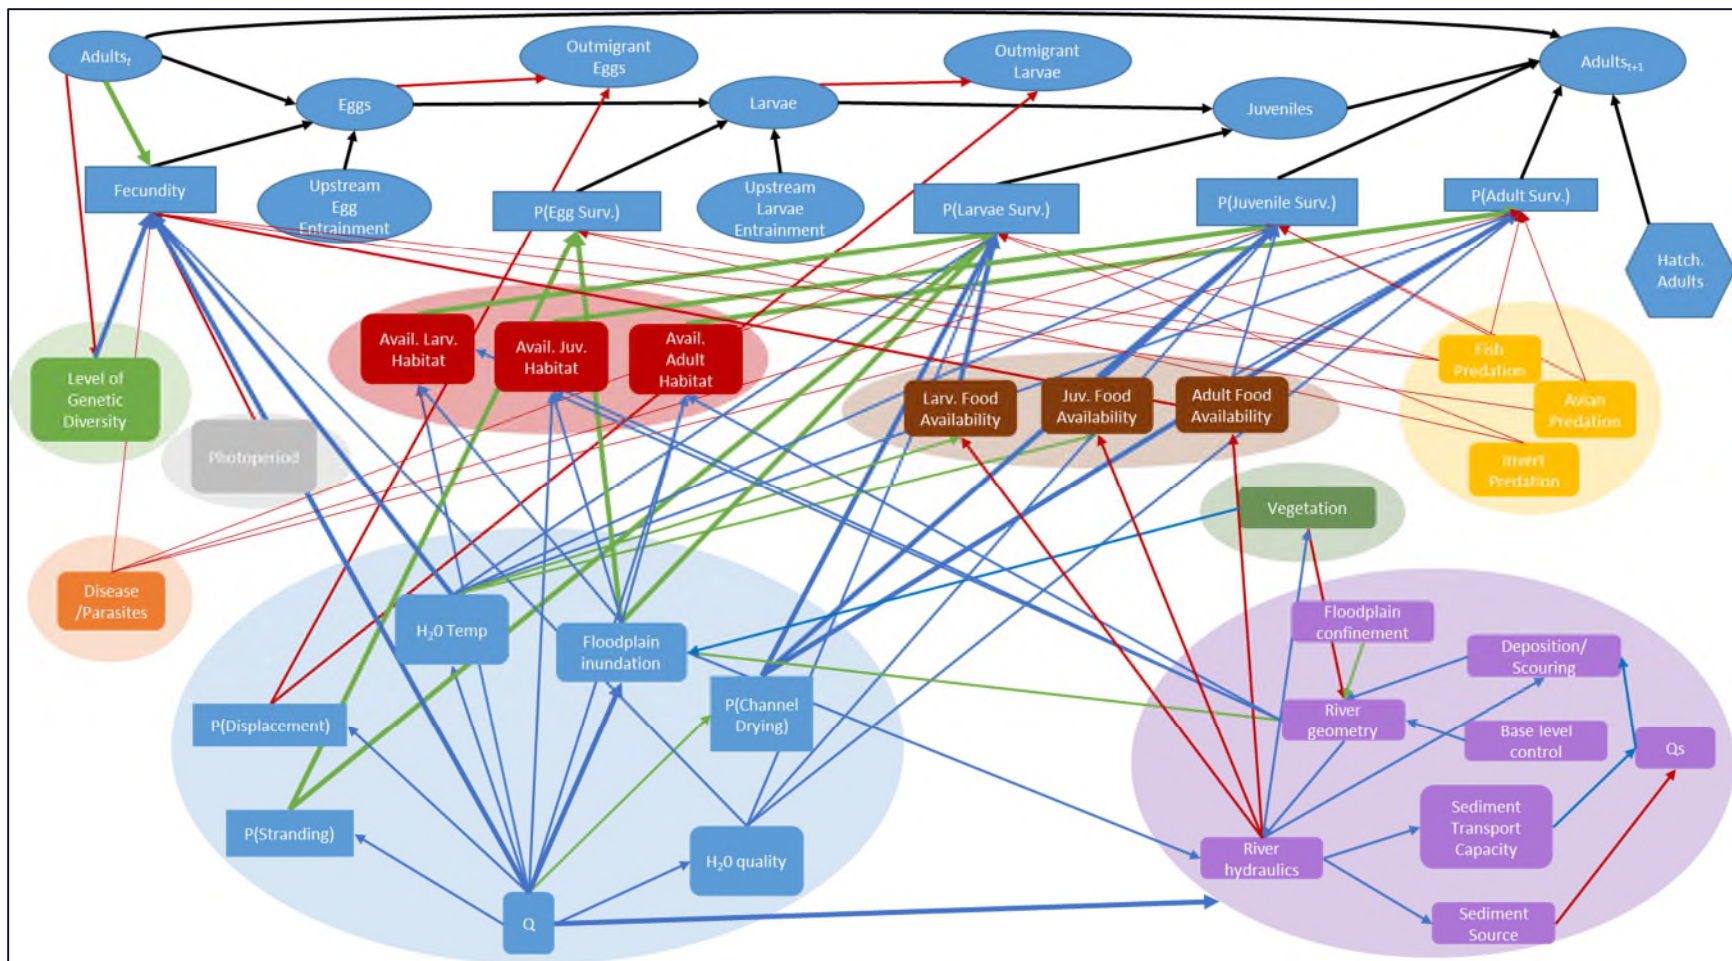 Adults_t
Outmigrant
Eggs
Outmigrant
Larvae
Adults_t+1
Eggs
Larvae
Juveniles
Fecundity
Upstream
Egg
Entrainment
P(Egg Surv.)
Upstream
Larvae
Entrainment
P(Larvae Surv.)
P(Juvenile Surv.)
P(Adult Surv.)
Hatch.
Adults
Level of
Genetic
Diversity
Avail. Larv.
Habitat
Avail. Juv.
Habitat
Avail.
Adult
Habitat
Larv. Food
Availability
Juv. Food
Availability
Adult Food
Availability
Fish
Predation
Avian
Predation
Invert
Predation
Photoperiod
Vegetation
Disease
/Parasites
H₂0 Temp
Floodplain
inundation
P(Channel
Drying)
P(Displacement)
P(Stranding)
H₂0 quality
Q
Floodplain
confinement
Deposition/
Scouring
River
geometry
Base level
control
Qs
Sediment
Transport
Capacity
River
hydraulics
Sediment
Source